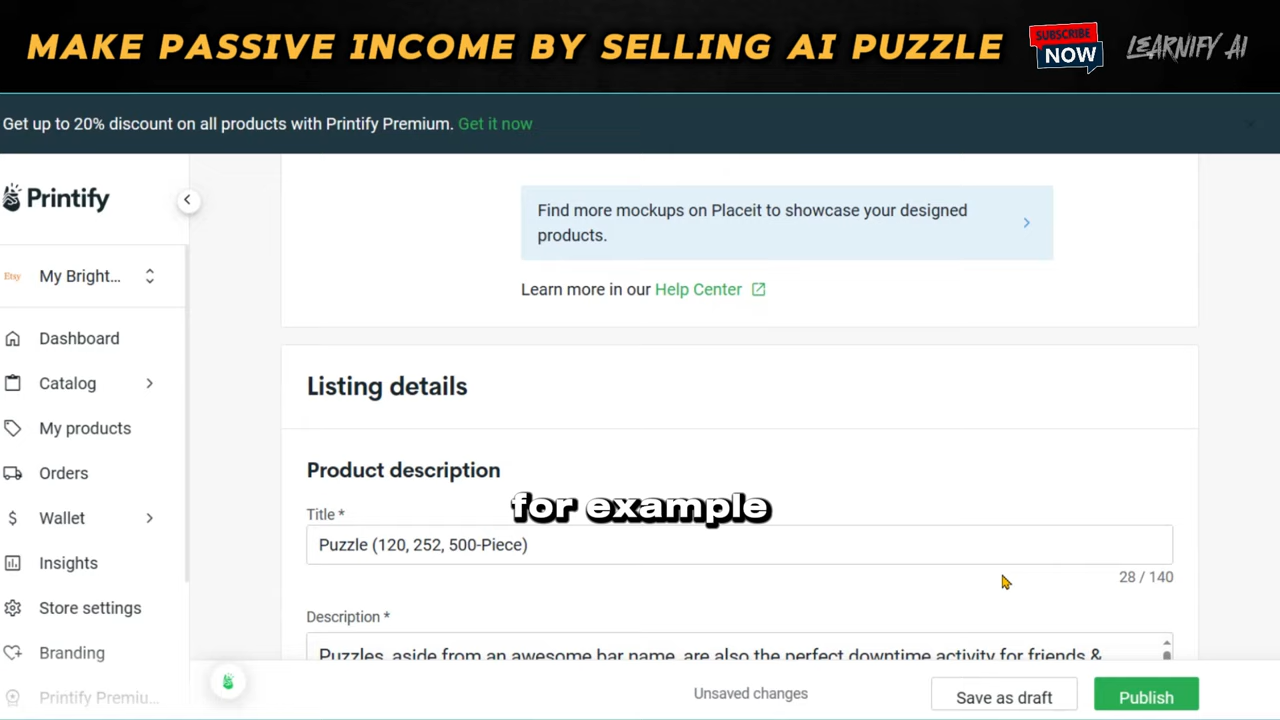 MAKE PASSIVE INCOME BY SELLING AI PUZZLE
SUBSCRIBE
NOW
LEARNIFY AI
Get up to 20% discount on all products with Printify Premium. Get it now
Printify
Etsy
My Bright...
Dashboard
Catalog
My products
Orders
Wallet
Insights
Store settings
Branding
Printify Premiu...
Find more mockups on Placeit to showcase your designed
products.
Learn more in our Help Center
Listing details
Product description
for example
Title *
Puzzle (120, 252, 500-Piece)
28 / 140
Description *
Puzzles, aside from an awesome bar name, are also the perfect downtime activity for friends &
Unsaved changes
Save as draft
Publish